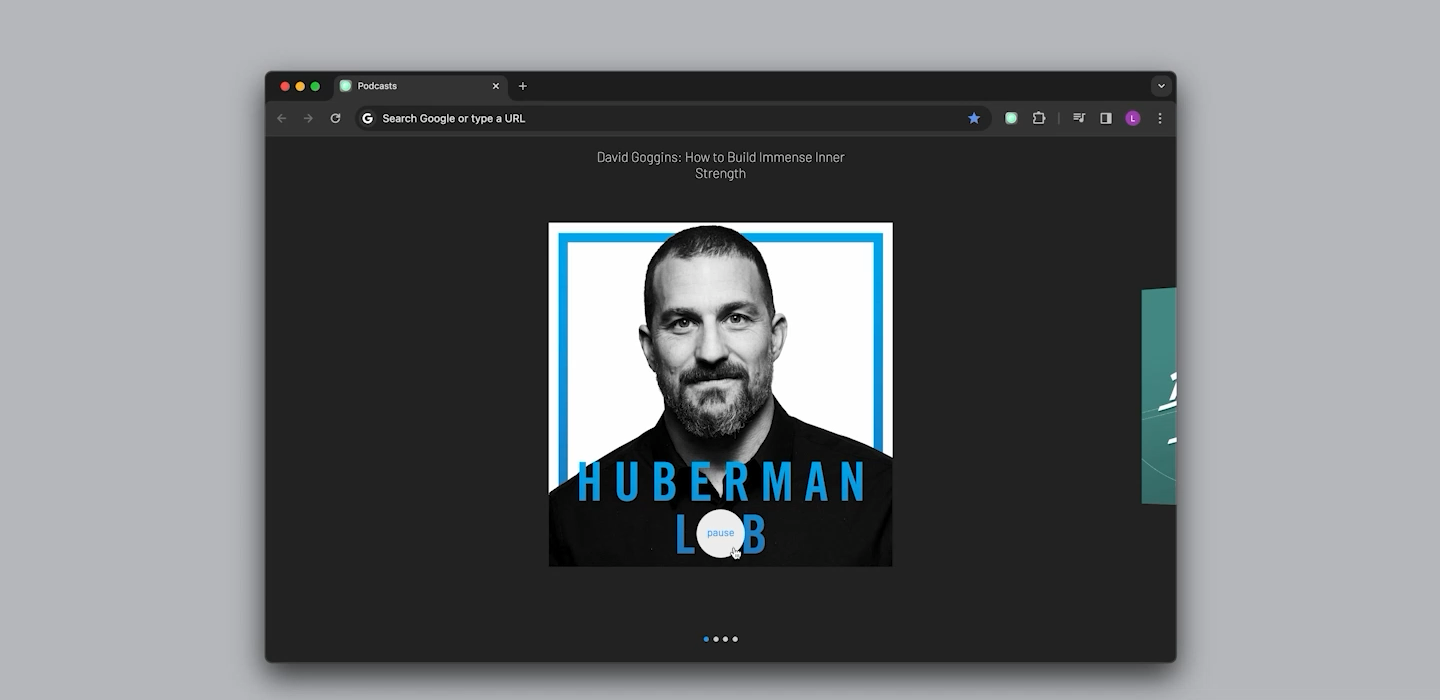 Podcasts
Search Google or type a URL
L
David Goggins: How to Build Immense Inner
Strength
HUBERMAN
L B
pause